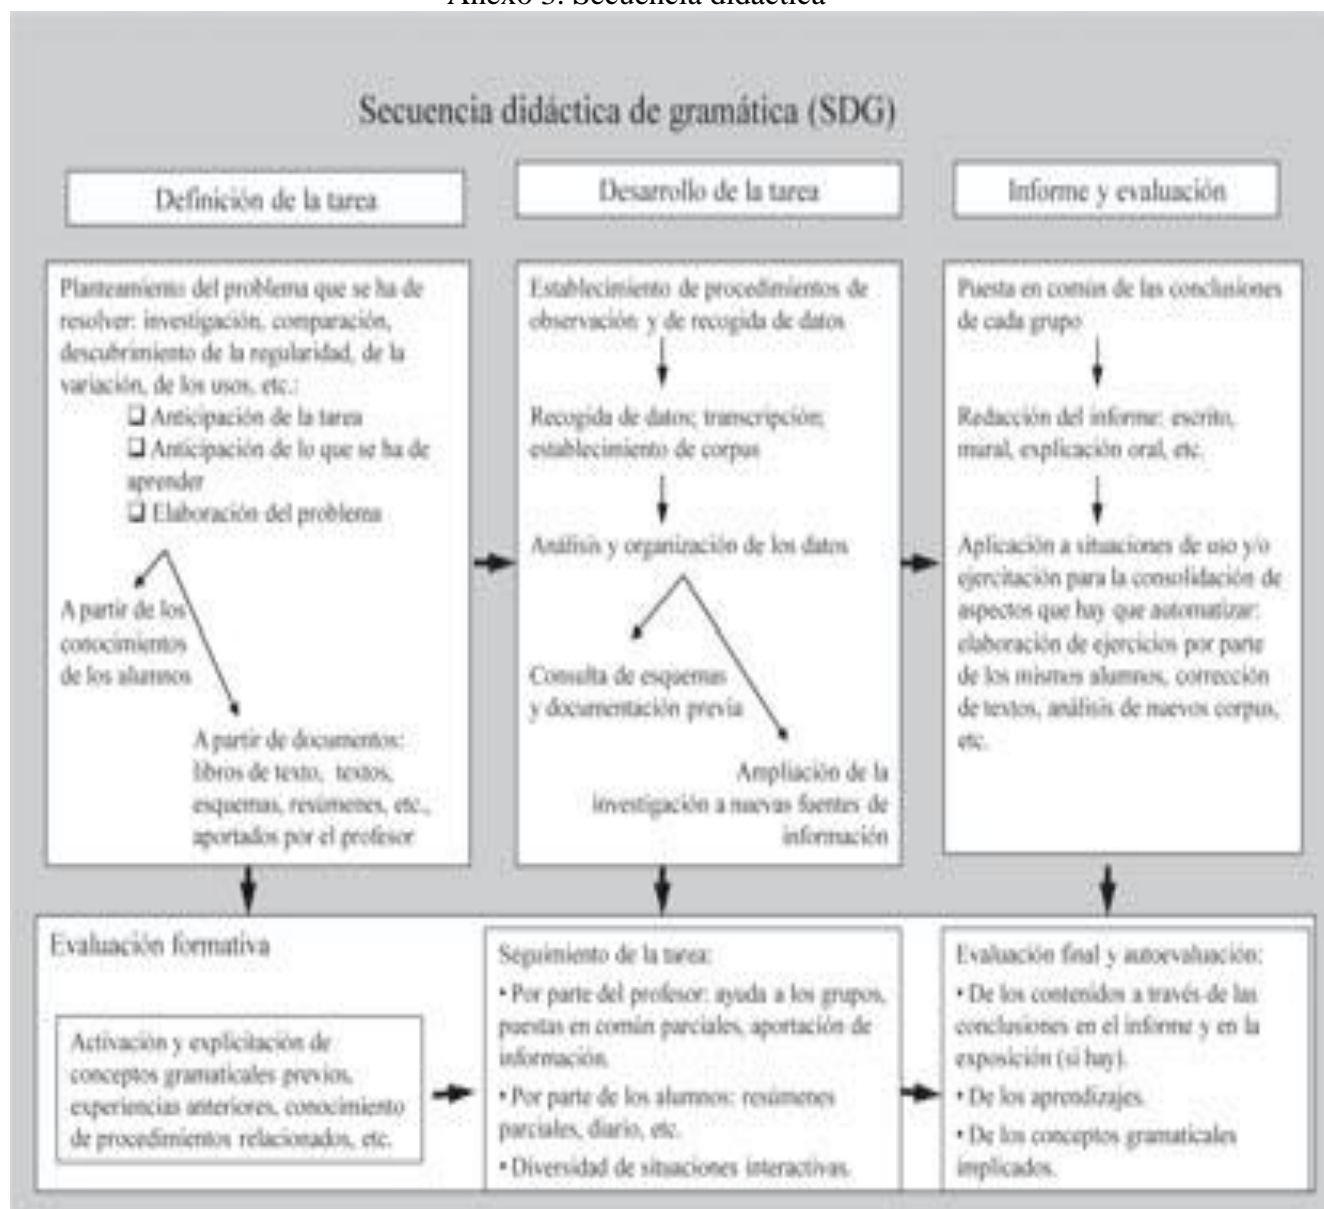 Anexo 3. Secuencia didáctica
Secuencia didáctica de gramática (SDG)
Definición de la tarea
Planteamiento del problema que se ha de
resolver: investigación, comparación,
descubrimiento de la regularidad, de la
variación, de los usos, etc.:
❑ Anticipación de la tarea
❑ Anticipación de lo que se ha de
aprender
❑ Elaboración del problema
A partir de los
conocimientos
de los alumnos
A partir de documentos:
libros de texto, textos,
esquemas, resúmenes, etc.,
aportados por el profesor
Desarrollo de la tarea
Establecimiento de procedimientos de
observación y de recogida de datos
Recogida de datos; transcripción;
establecimiento de corpus
Análisis y organización de los datos
Consulta de esquemas
y documentación previa
Ampliación de la
investigación a nuevas fuentes de
información
Informe y evaluación
Puesta en común de las conclusiones
de cada grupo
Redacción del informe: escrito,
mural, explicación oral, etc.
Aplicación a situaciones de uso y/o
ejercitación para la consolidación de
aspectos que hay que automatizar:
elaboración de ejercicios por parte
de los mismos alumnos, corrección
de textos, análisis de nuevos corpus,
etc.
Evaluación formativa
Activación y explicitación de
conceptos gramaticales previos,
experiencias anteriores, conocimiento
de procedimientos relacionados, etc.
Seguimiento de la tarea:
• Por parte del profesor: ayuda a los grupos,
puestas en común parciales, aportación de
información.
• Por parte de los alumnos: resúmenes
parciales, diario, etc.
• Diversidad de situaciones interactivas.
Evaluación final y autoevaluación:
• De los contenidos a través de las
conclusiones en el informe y en la
exposición (si hay).
• De los aprendizajes.
• De los conceptos gramaticales
implicados.